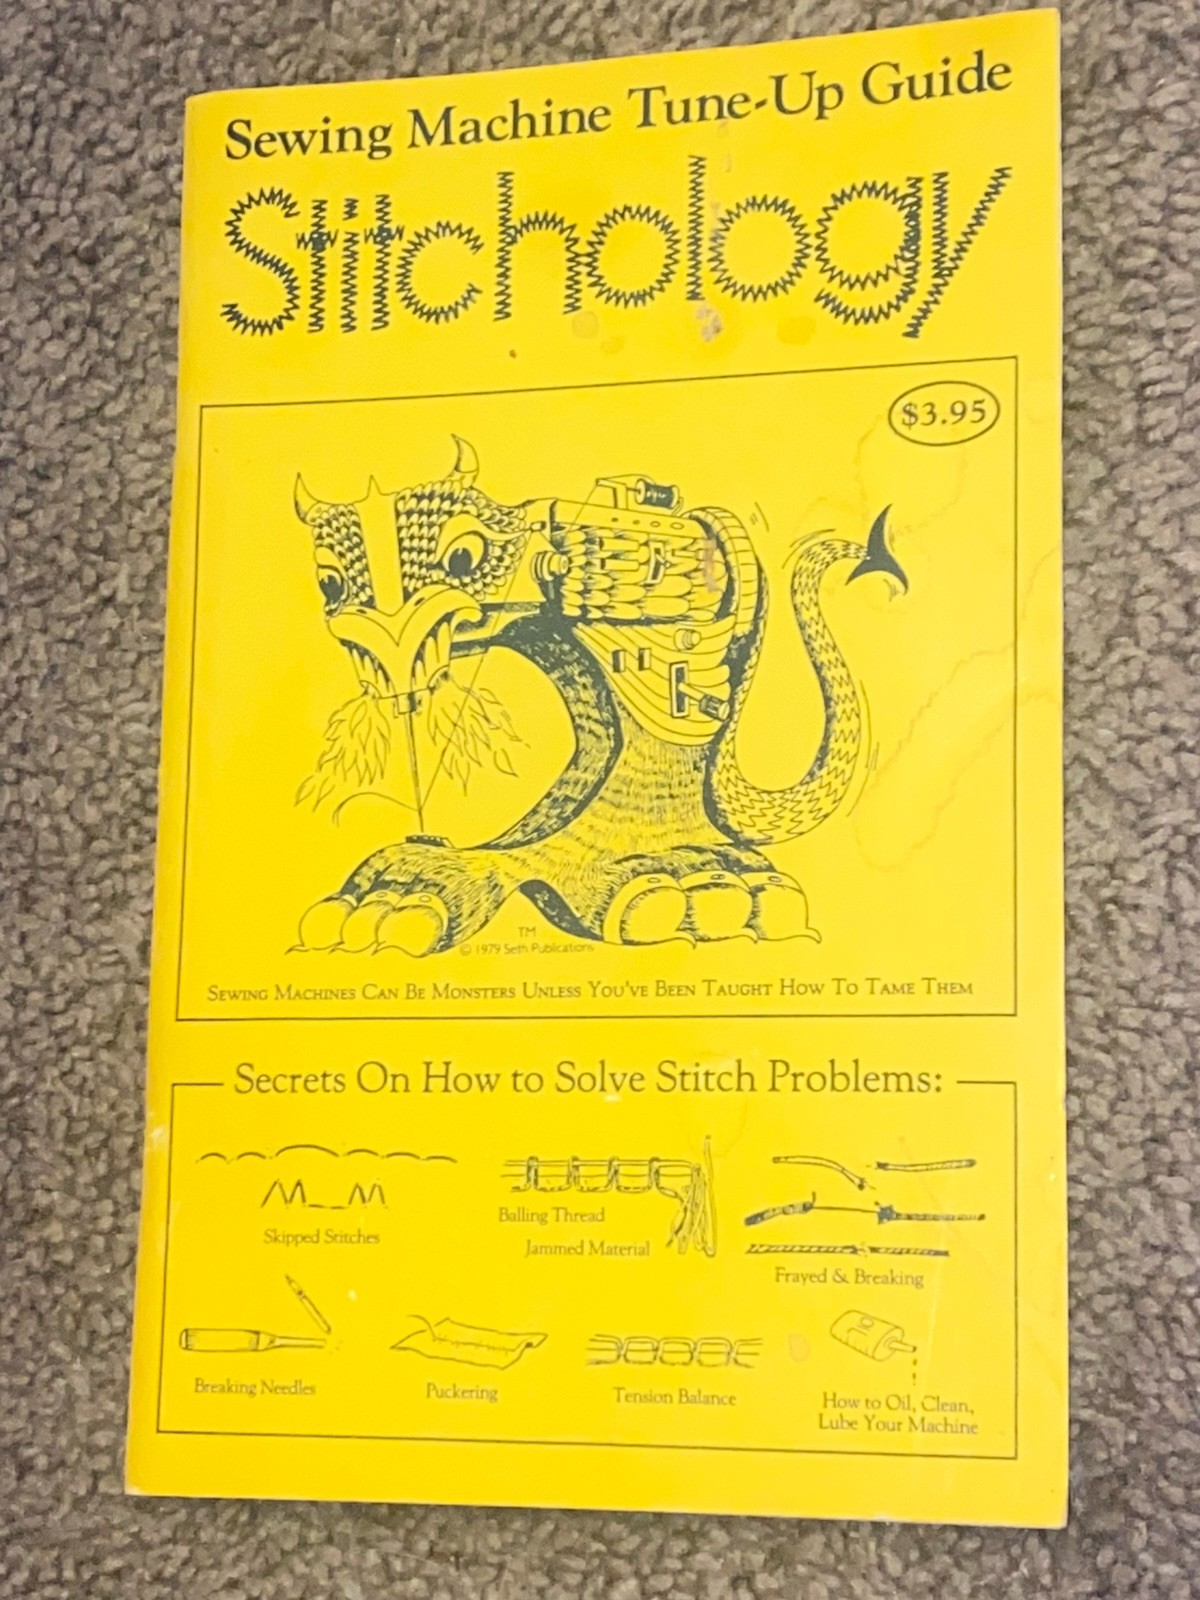 Sewing Machine Tune-Up Guide
Stitchology
$3.95
TM
© 1979 Seth Publications
Sewing Machines Can Be Monsters Unless You've Been Taught How To Tame Them
Secrets On How to Solve Stitch Problems:
Skipped Stitches
Balling Thread
Jammed Material
Frayed & Breaking
Breaking Needles
Puckering
Tension Balance
How to Oil, Clean,
Lube Your Machine